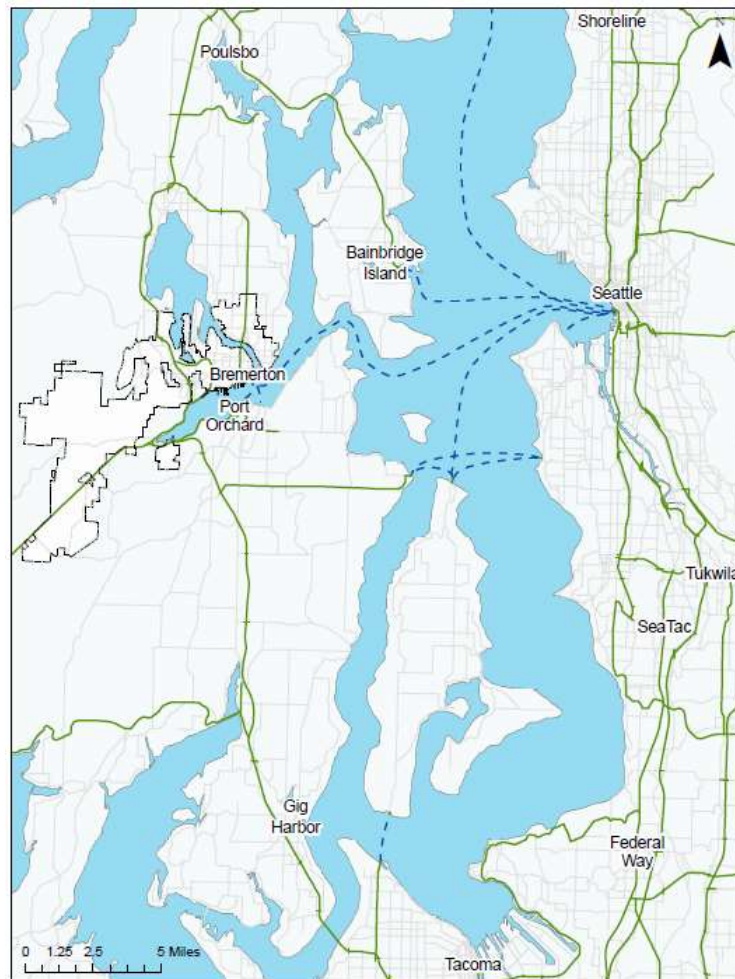 Shoreline
N
Poulsbo
Bainbridge
Island
Seattle
Bremerton
Port
Orchard
Tukwila
SeaTac
Gig
Harbor
Federal
Way
0 1.25 2.5 5 Miles
Tacoma